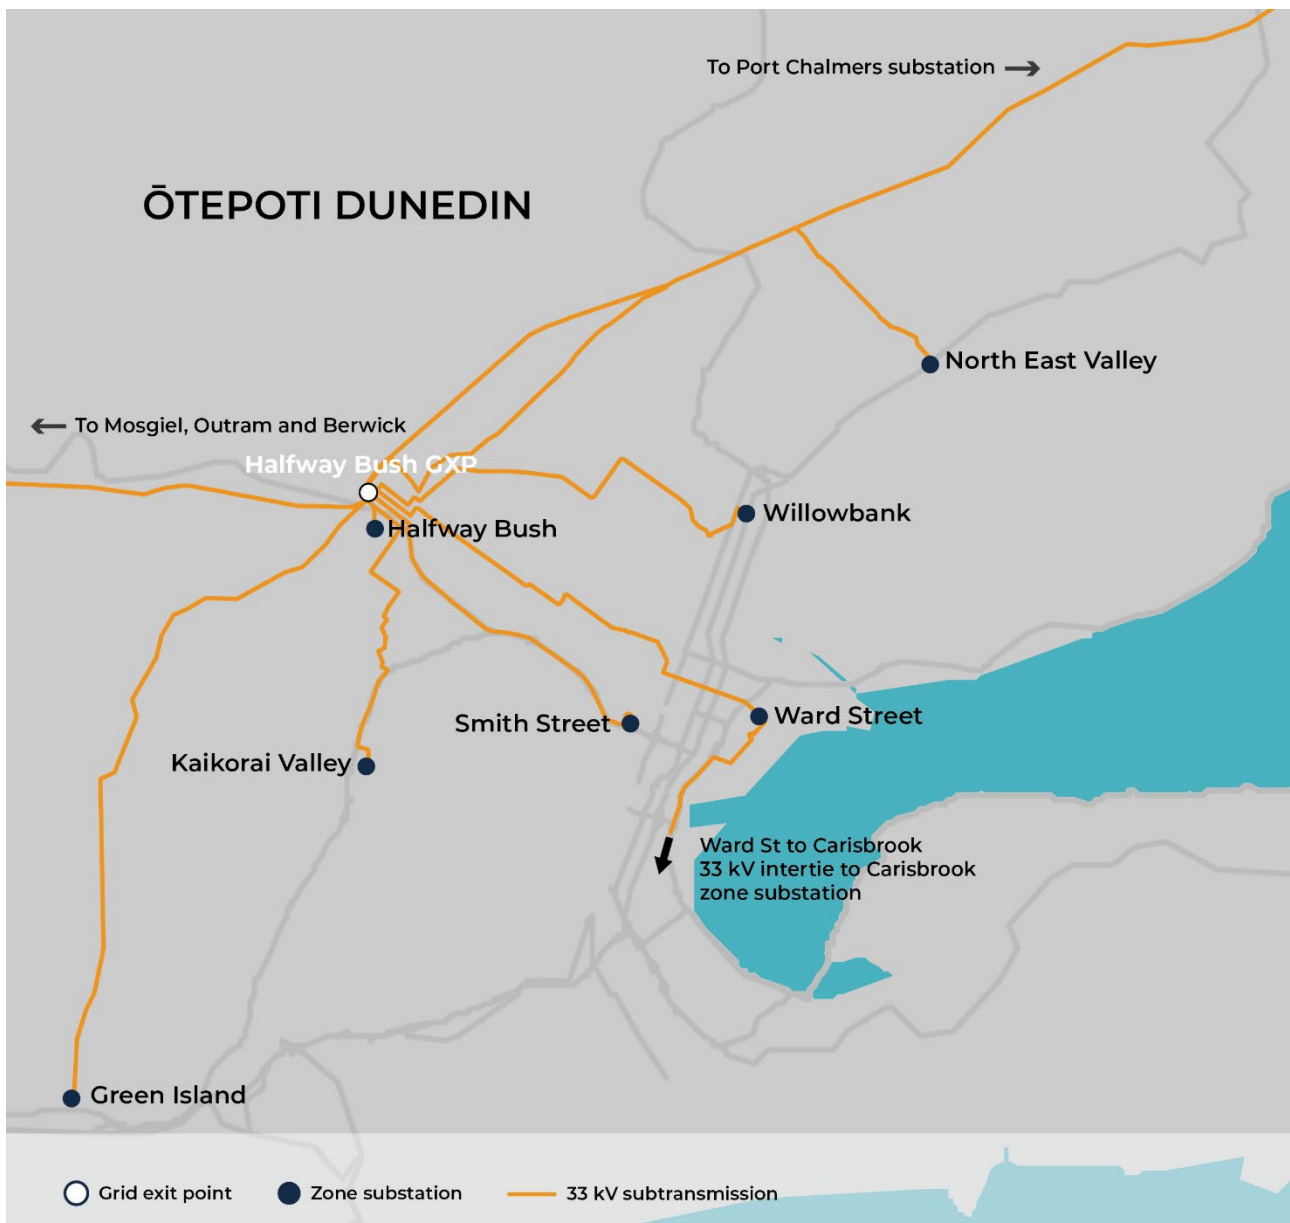 To Port Chalmers substation
ŌTEPOTI DUNEDIN
North East Valley
To Mosgiel, Outram and Berwick
Halfway Bush GXP
Willowbank
Halfway Bush
Smith Street
Ward Street
Kaikorai Valley
Ward St to Carisbrook
33 kV intertie to Carisbrook
zone substation
Green Island
Grid exit point
Zone substation
33 kV subtransmission